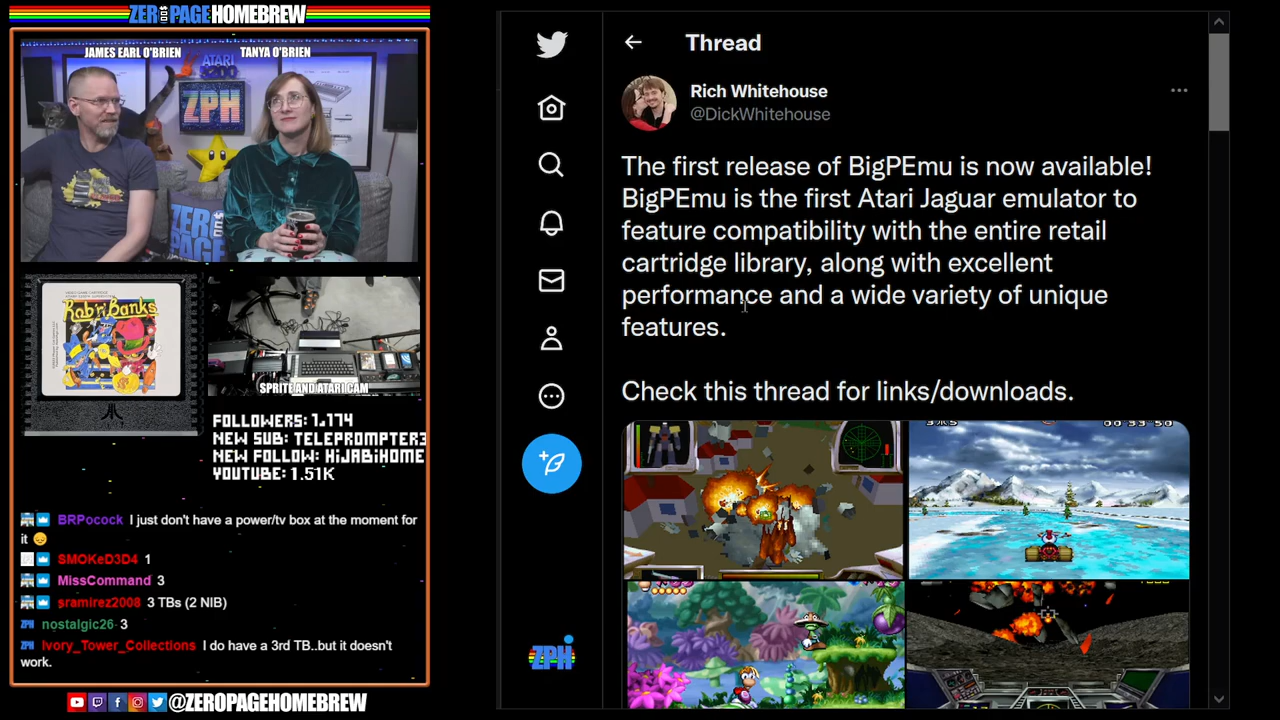 ZERO PAGE HOMEBREW
JAMES EARL O'BRIEN
TANYA O'BRIEN
ATARI
ZPH
ZERO
PAGE
Rob 'n' Banks
SPRITE AND ATARI CAM
FOLLOWERS: 1,174
NEW SUB: TELEPROMPTER3
NEW FOLLOW: HIJABIHOME
YOUTUBE: 1.51K
BRPocock I just don't have a power/tv box at the moment for
it
SMOKeD3D4 1
MissCommand 3
sramirez2008 3 TBs (2 NIB)
nostalgic26 3
Ivory_Tower_Collections I do have a 3rd TB..but it doesn't
work.
@ZEROPAGEHOMEBREW
Thread
Rich Whitehouse
@DickWhitehouse
The first release of BigPEmu is now available!
BigPEmu is the first Atari Jaguar emulator to
feature compatibility with the entire retail
cartridge library, along with excellent
performance and a wide variety of unique
features.
Check this thread for links/downloads.
ZPH